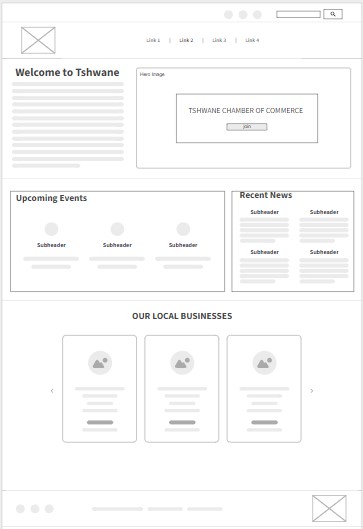 Link 1 | Link 2 | Link 3 | Link 4
Welcome to Tshwane
Hero Image
TSHWANE CHAMBER OF COMMERCE
join
Upcoming Events
Subheader Subheader Subheader
Recent News
Subheader Subheader
Subheader Subheader
OUR LOCAL BUSINESSES